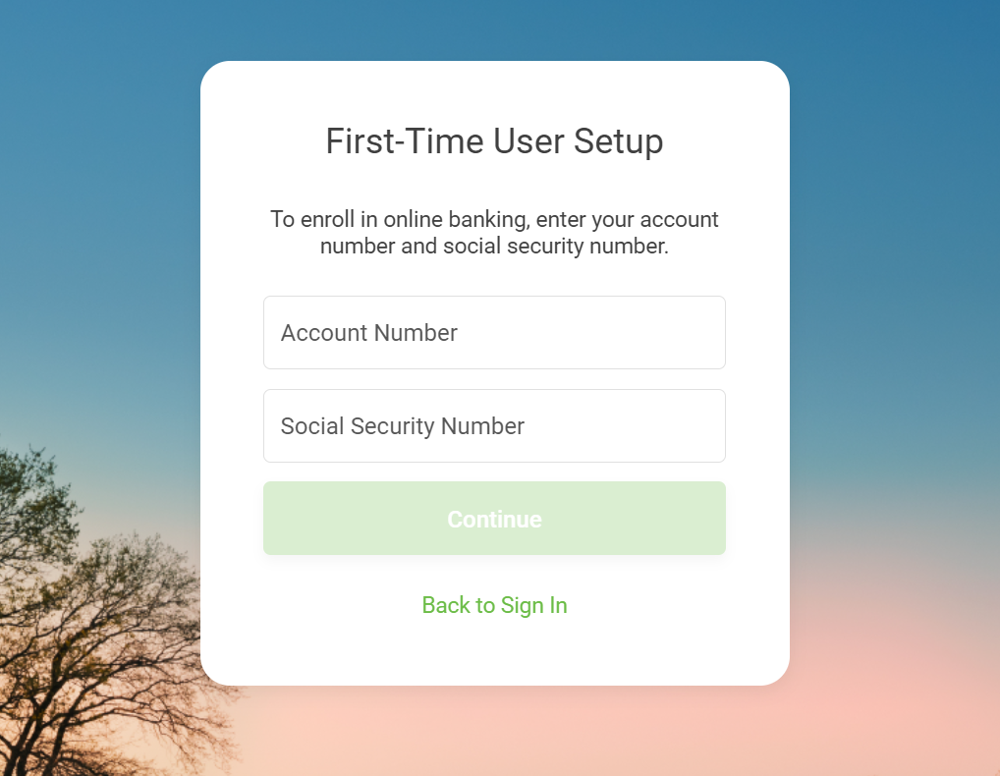 First-Time User Setup
To enroll in online banking, enter your account
number and social security number.
Account Number
Social Security Number
Continue
Back to Sign In